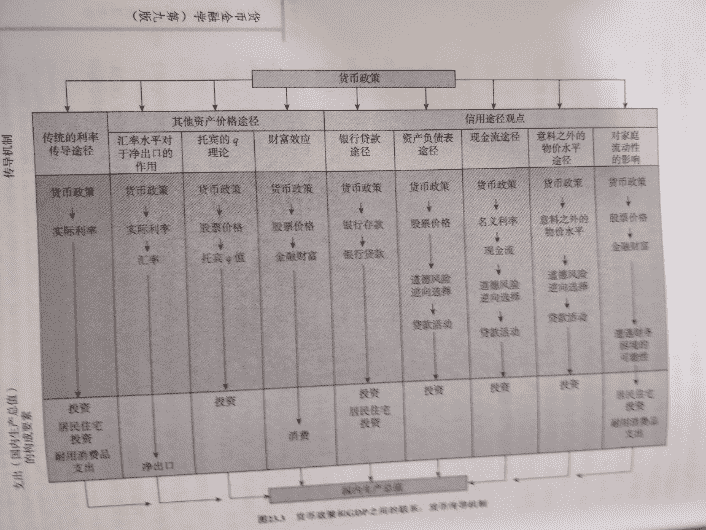 货币金融学(第九版)
货币政策
传导机制
传统的利率
传导途径
其他资产价格途径
信用途径观点
汇率水平对
于净出口的
作用
托宾的q
理论
财富效应
银行贷款
途径
资产负债表
途径
现金流途径
意料之外的
物价水平
途径
对家庭
流动性
的影响
货币政策
实际利率
货币政策
实际利率
汇率
货币政策
股票价格
托宾q值
货币政策
股票价格
金融财富
货币政策
银行存款
银行贷款
货币政策
股票价格
道德风险
逆向选择
贷款活动
货币政策
名义利率
现金流
道德风险
逆向选择
贷款活动
货币政策
意料之外的
物价水平
道德风险
逆向选择
贷款活动
货币政策
股票价格
金融财富
遭遇财务
困境的
可能性
支出(国内生产总值)
的构成要素
投资
居民住宅
投资
耐用消费品
支出
净出口
投资
消费
投资
居民住宅
投资
投资
投资
投资
居民住宅
投资
耐用消费品
支出
国内生产总值
图23.3 货币政策和GDP之间的联系:货币传导机制